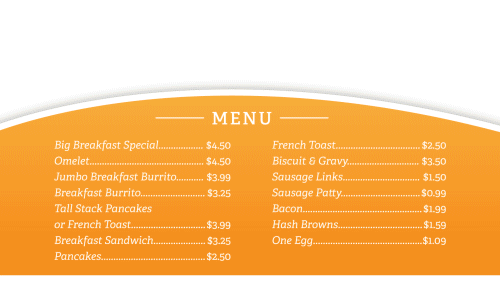 MENU
Big Breakfast Special.................. $4.50
Omelet.............................................. $4.50
Jumbo Breakfast Burrito.......... $3.99
Breakfast Burrito......................... $3.25
Tall Stack Pancakes
or French Toast.............................. $3.99
Breakfast Sandwich..................... $3.25
Pancakes......................................... $2.50
French Toast.................................. $2.50
Biscuit & Gravy............................. $3.50
Sausage Links................................ $1.50
Sausage Patty................................ $0.99
Bacon................................................ $1.99
Hash Browns.................................. $1.59
One Egg............................................ $1.09